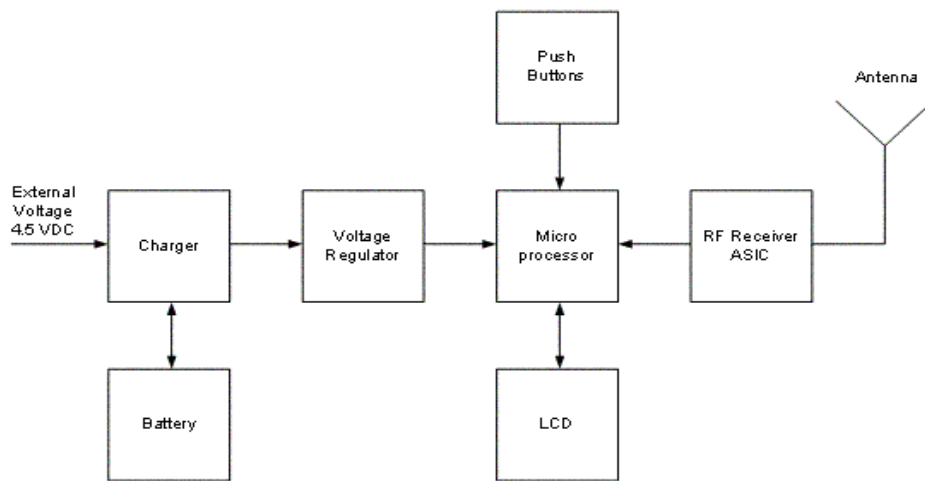 Push
Buttons
Antenna
External
Voltage
4.5 VDC
Charger
Voltage
Regulator
Micro
processor
RF Receiver
ASIC
Battery
LCD